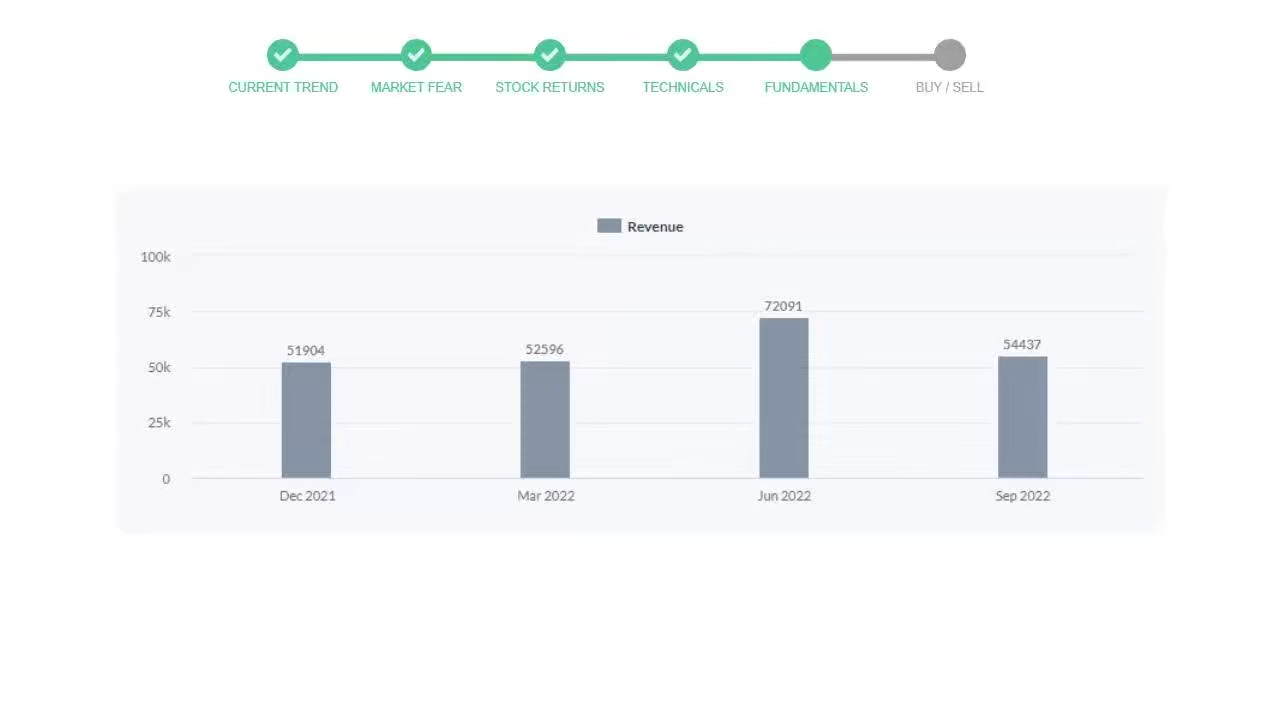 CURRENT TREND MARKET FEAR STOCK RETURNS TECHNICALS FUNDAMENTALS BUY / SELL
Revenue
100k
75k
50k
25k
0
51904 52596 72091 54437
Dec 2021 Mar 2022 Jun 2022 Sep 2022